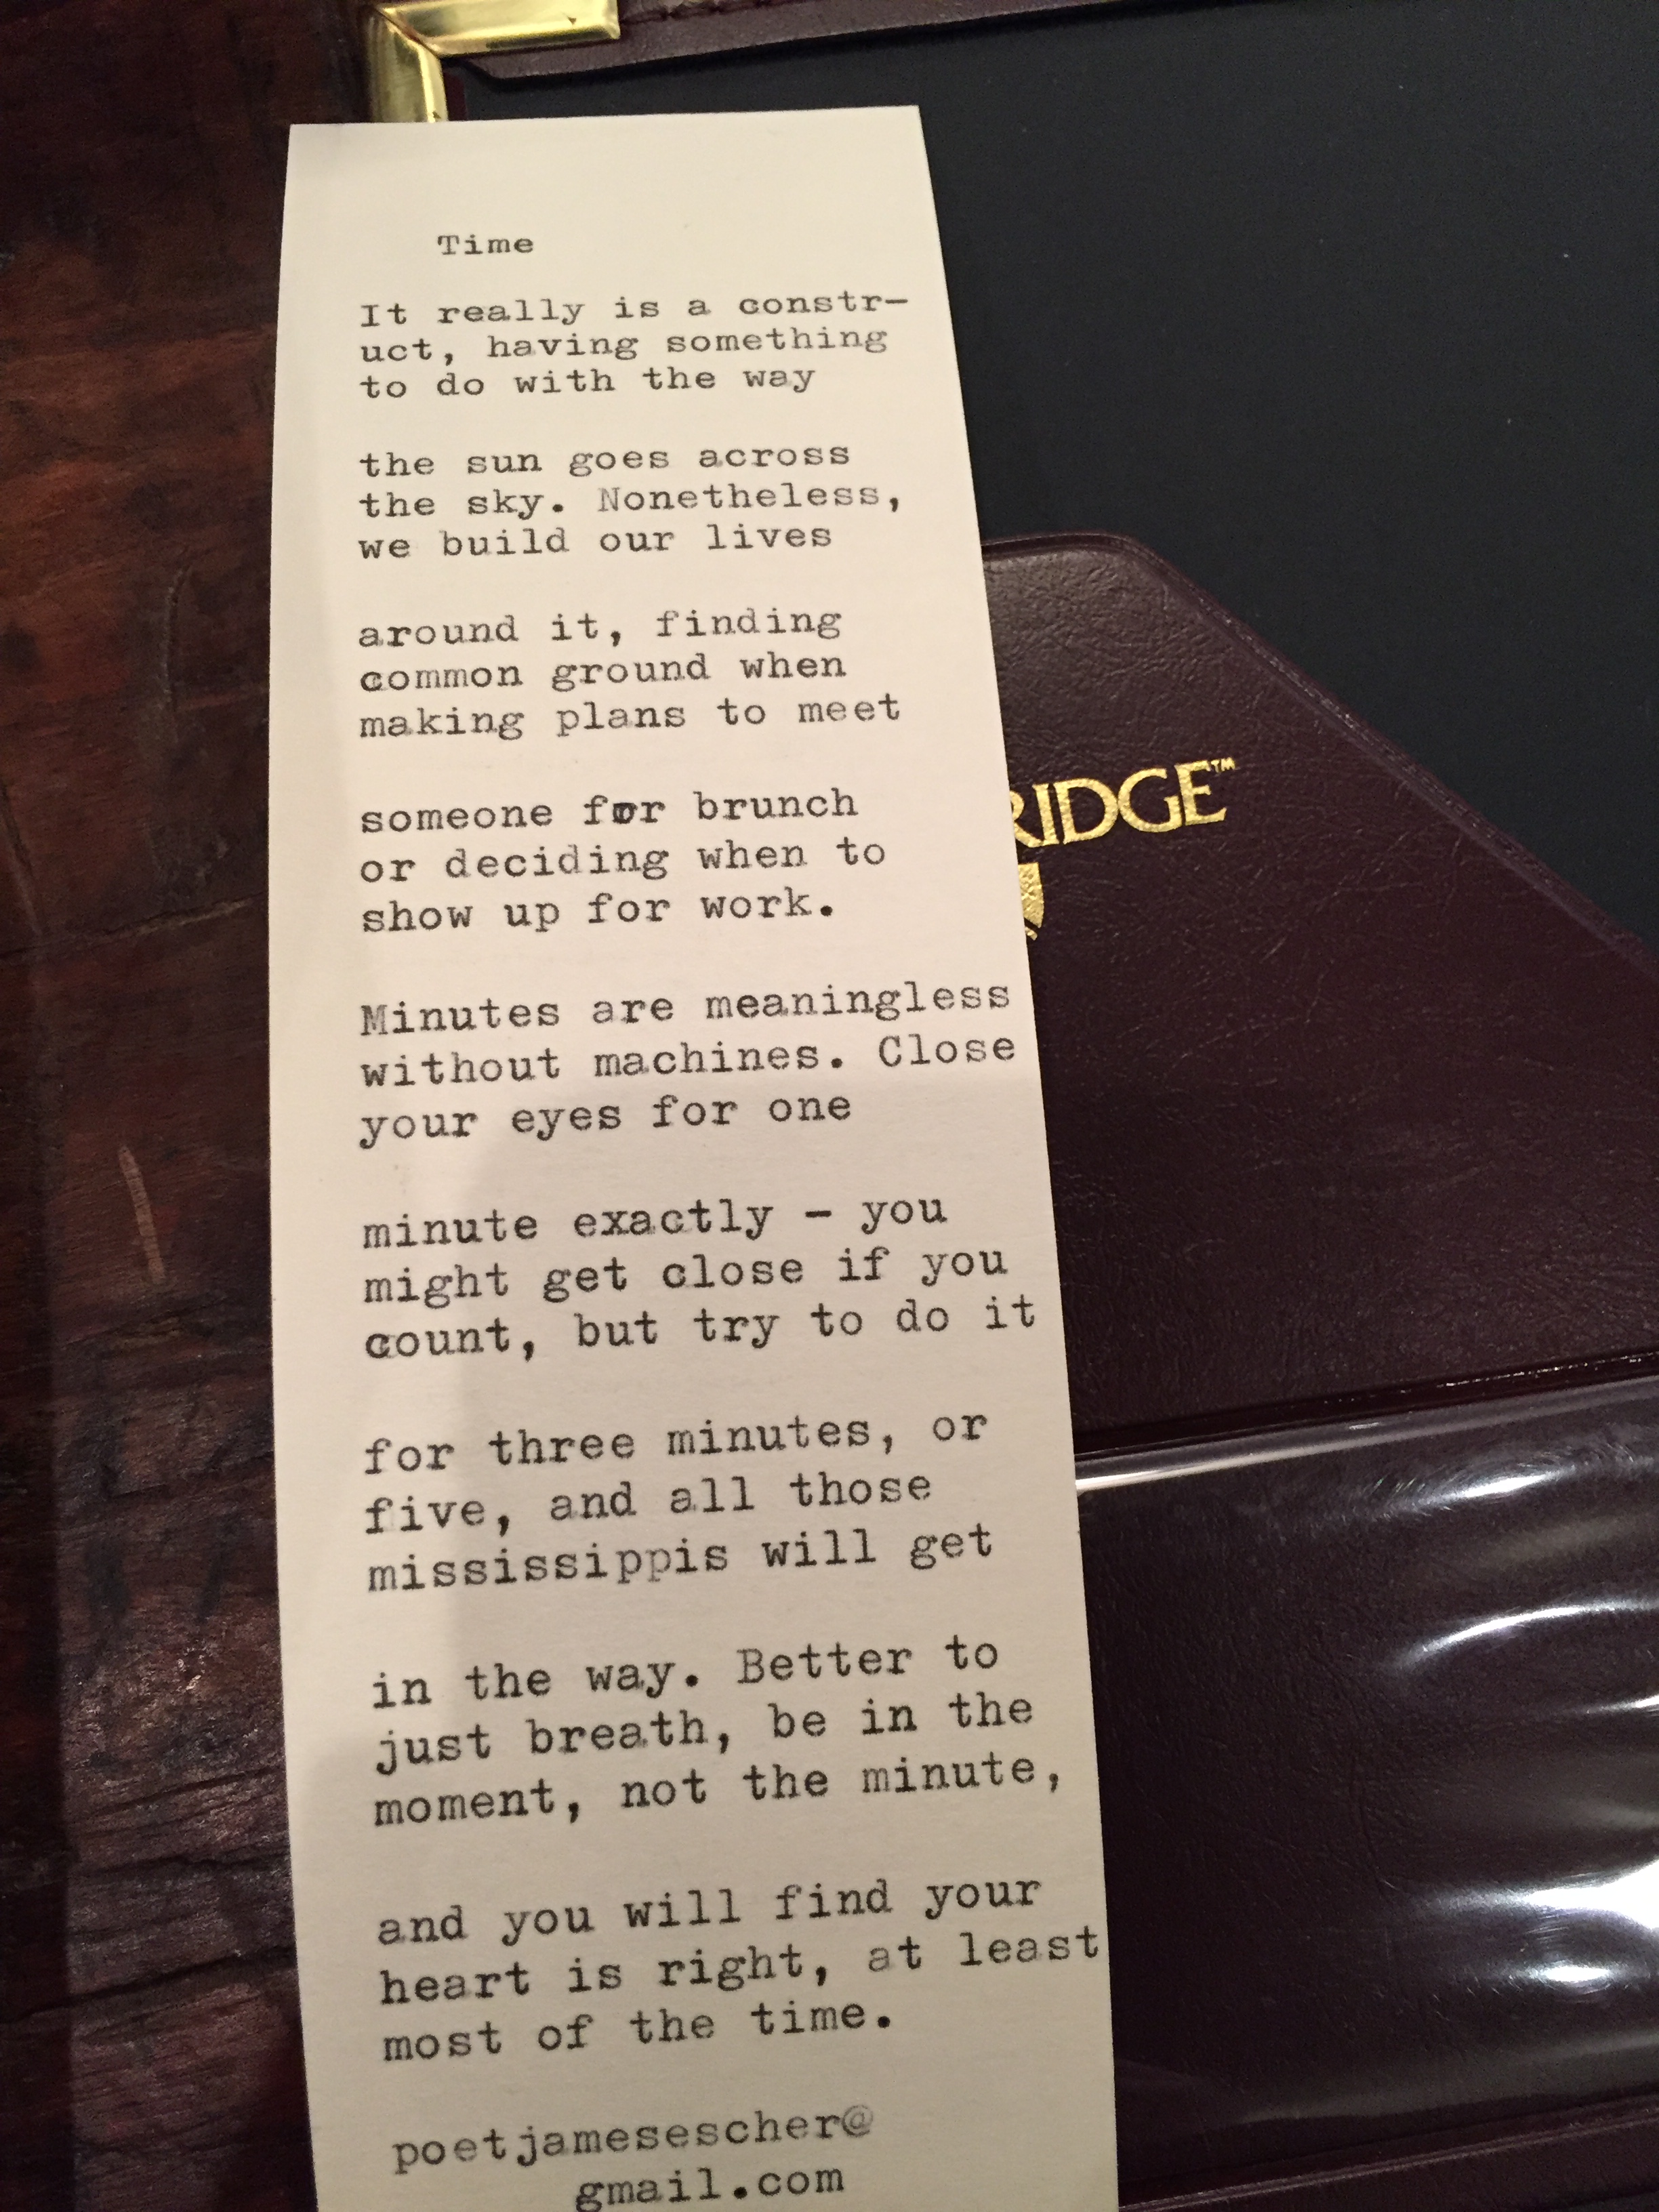 Time
It really is a constr-
uct, having something
to do with the way
the sun goes across
the sky. Nonetheless,
we build our lives
around it, finding
common ground when
making plans to meet
someone for brunch
or deciding when to
show up for work.
Minutes are meaningless
without machines. Close
your eyes for one
minute exactly - you
might get close if you
count, but try to do it
for three minutes, or
five, and all those
mississippis will get
in the way. Better to
just breath, be in the
moment, not the minute,
and you will find your
heart is right, at least
most of the time.
poetjamesescher@
gmail.com
RIDGE™